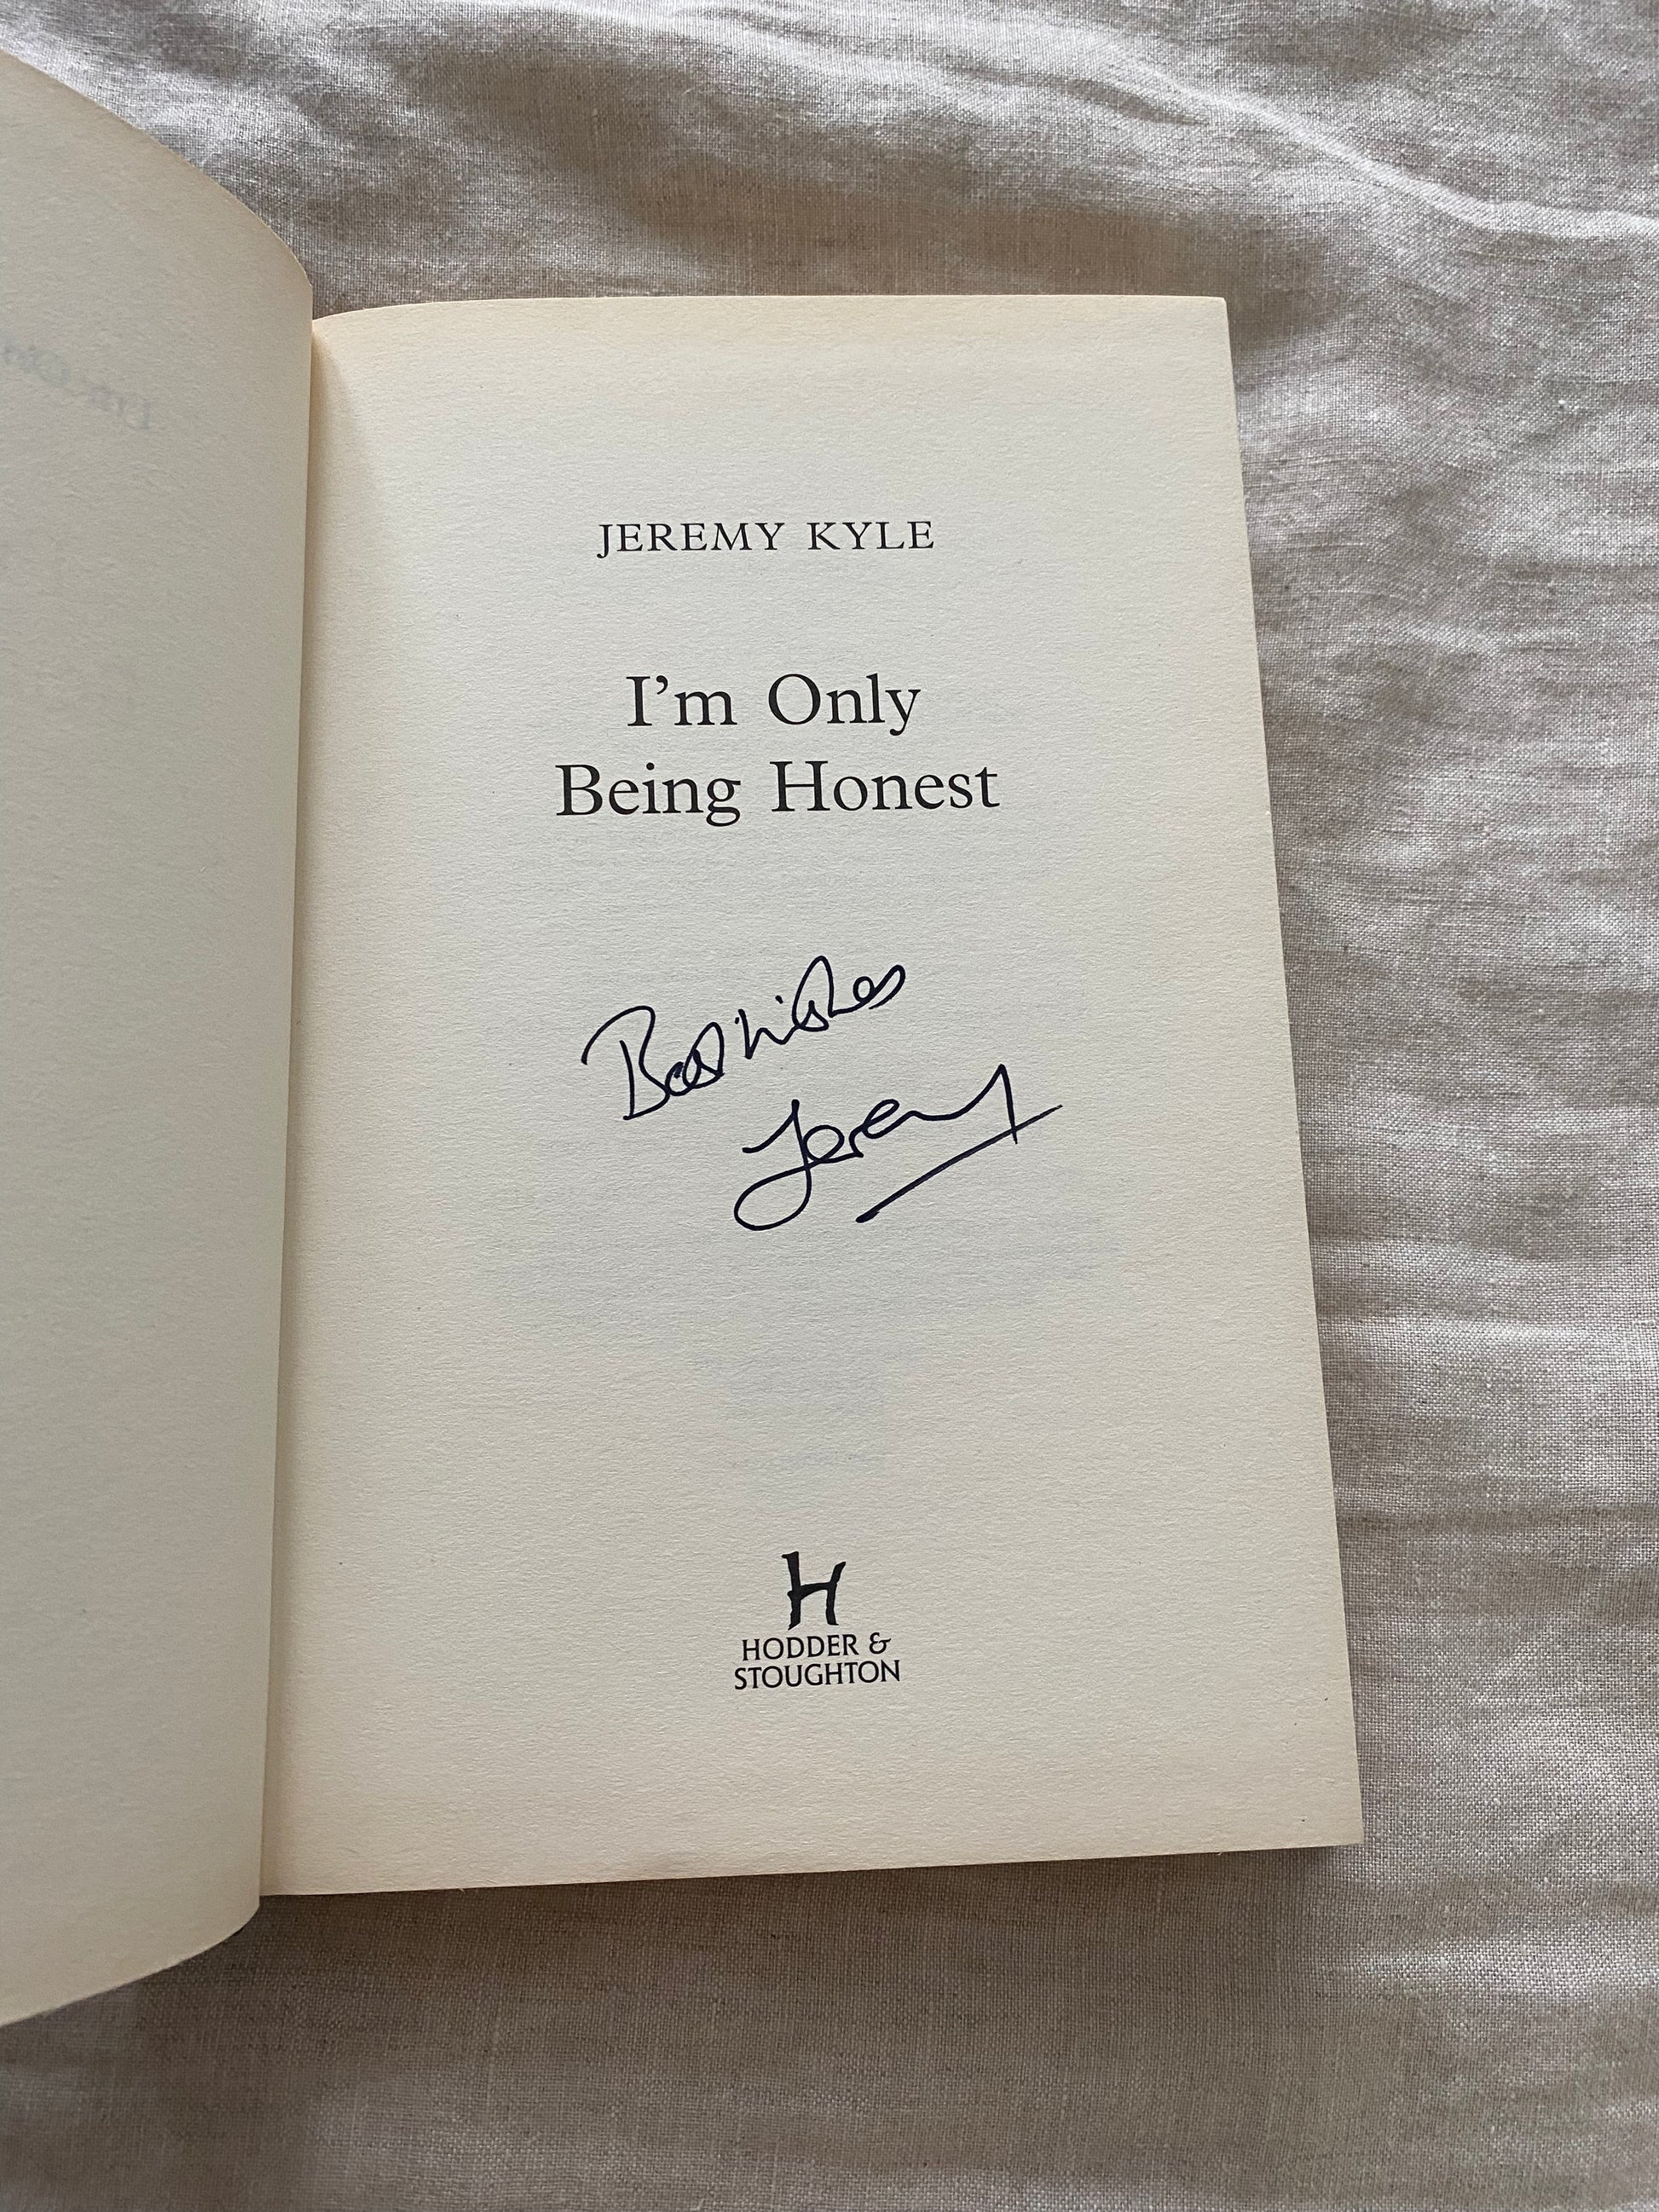 JEREMY KYLE
I'm Only
Being Honest
Best wishes
Jeremy
H
HODDER &
STOUGHTON